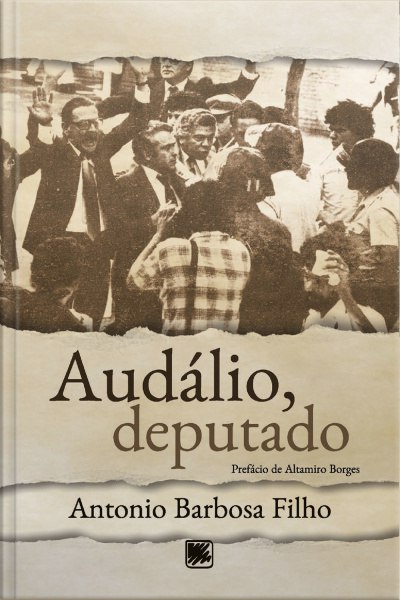 Audálio,
deputado
Prefácio de Altamiro Borges
Antonio Barbosa Filho